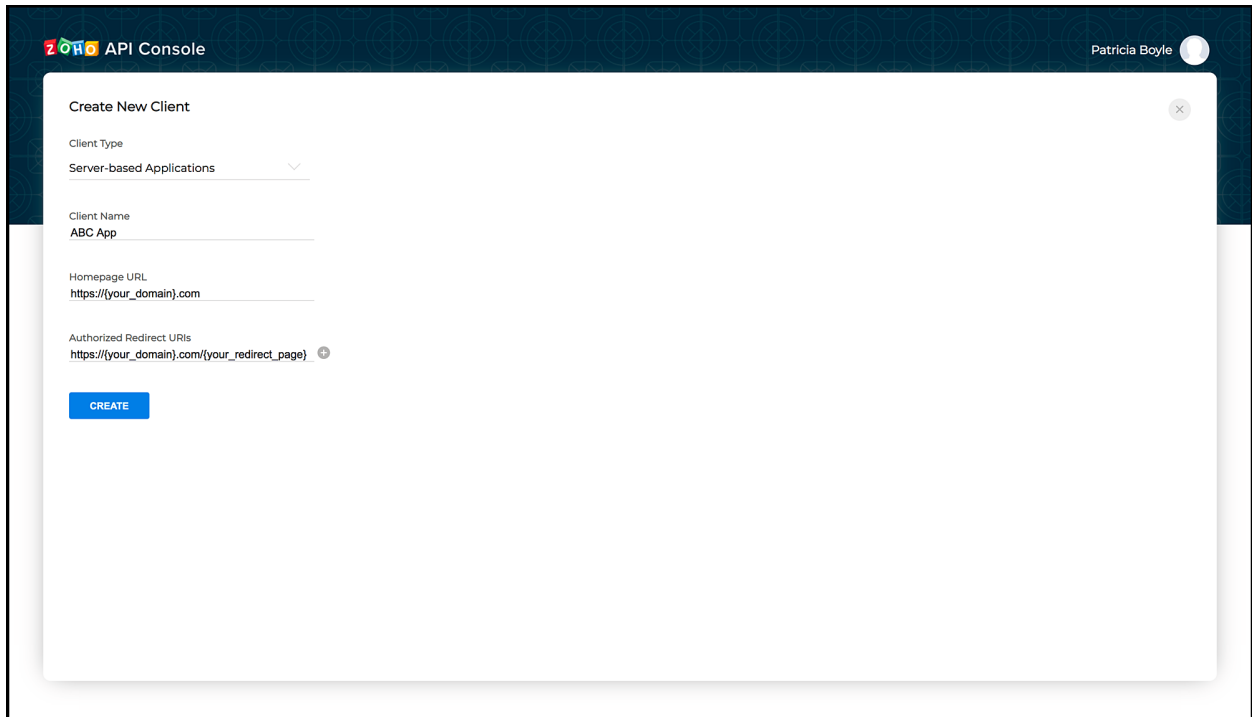 ZOHO API Console
Patricia Boyle
Create New Client
Client Type
Server-based Applications
Client Name
ABC App
Homepage URL
https://{your_domain}.com
Authorized Redirect URIs
https://{your_domain}.com/{your_redirect_page}
CREATE